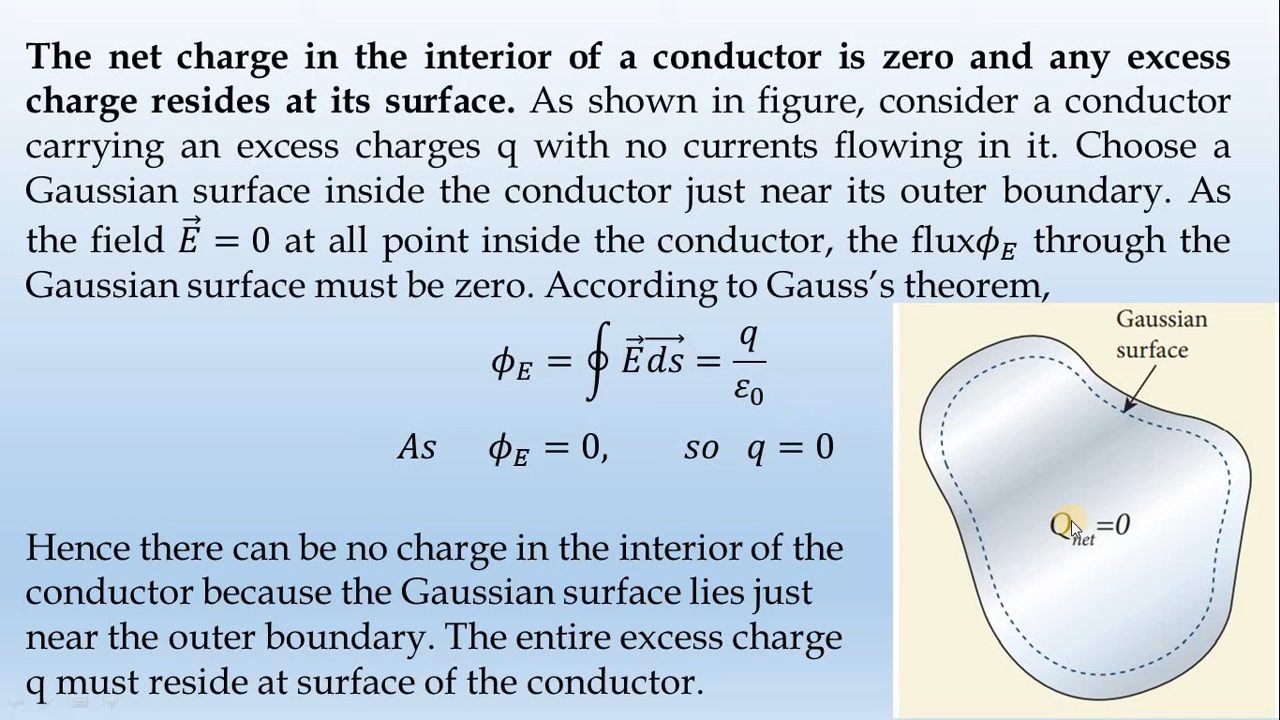 The net charge in the interior of a conductor is zero and any excess
charge resides at its surface. As shown in figure, consider a conductor
carrying an excess charges q with no currents flowing in it. Choose a
Gaussian surface inside the conductor just near its outer boundary. As
the field \vec{E} = 0 at all point inside the conductor, the fluxϕ_E through the
Gaussian surface must be zero. According to Gauss’s theorem,
ϕ_E = ∮ \vec{E}\vec{ds} = \frac{q}{ε_0}
As ϕ_E = 0, so q = 0
Hence there can be no charge in the interior of the
conductor because the Gaussian surface lies just
near the outer boundary. The entire excess charge
q must reside at surface of the conductor.
Gaussian
surface
Q_net =0